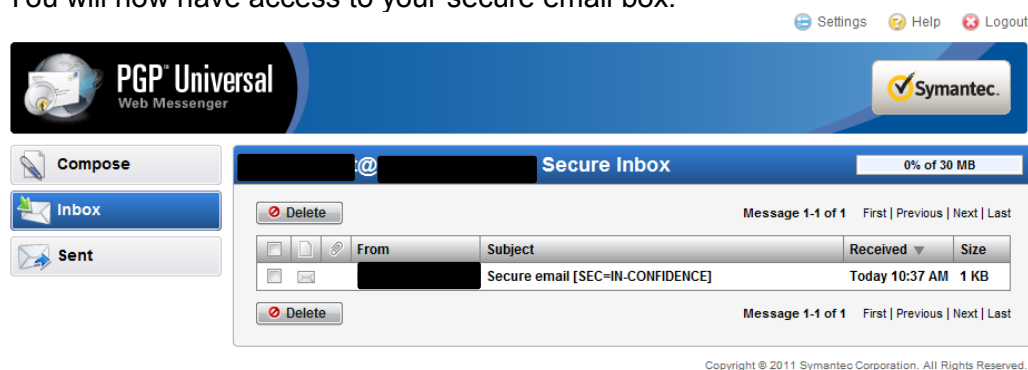 You will now have access to your secure email box.
Settings Help Logout
PGP™ Universal
Web Messenger
Symantec.
Compose
:@ Secure Inbox 0% of 30 MB
Inbox
Delete Message 1-1 of 1 First | Previous | Next | Last
Sent
From Subject Received Size
Secure email [SEC=IN-CONFIDENCE] Today 10:37 AM 1 KB
Delete Message 1-1 of 1 First | Previous | Next | Last
Copyright © 2011 Symantec Corporation. All Rights Reserved.